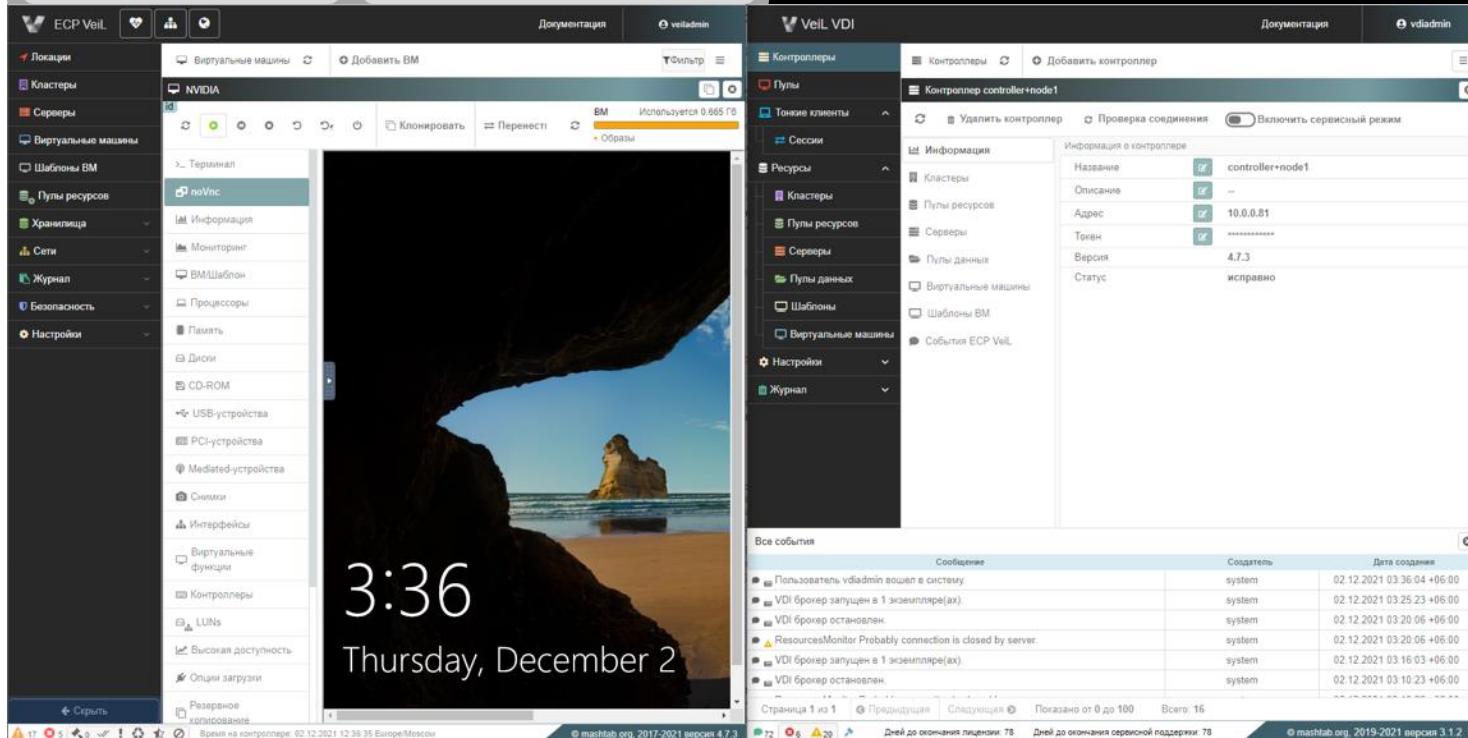 ECP VeiL
Документация
veiladmin
Локации
Кластеры
Серверы
Виртуальные машины
Шаблоны ВМ
Пулы ресурсов
Хранилища
Сети
Журнал
Безопасность
Настройки
Скрыть
Виртуальные машины
Добавить ВМ
Фильтр
NVIDIA
id
Клонировать
Перенест
ВМ
Используется 0.665 Гб
Образы
>_ Терминал
noVnc
Информация
Мониторинг
ВМ/Шаблон
Процессоры
Память
Диски
CD-ROM
USB-устройства
PCI-устройства
Mediated-устройства
Снимки
Интерфейсы
Виртуальные
функции
Контроллеры
LUNs
Высокая доступность
Опции загрузки
Резервное
копирование
3:36
Thursday, December 2
17
5
0
Время на контроллере: 02.12.2021 12:36:35 Europe/Moscow
© mashtab.org, 2017-2021 версия 4.7.3
VeiL VDI
Документация
vdiadmin
Контроллеры
Пулы
Тонкие клиенты
Сессии
Ресурсы
Кластеры
Пулы ресурсов
Серверы
Пулы данных
Шаблоны
Виртуальные машины
Настройки
Журнал
Контроллеры
Добавить контроллер
Контроллер controller+node1
Удалить контроллер
Проверка соединения
Включить сервисный режим
Информация
Кластеры
Пулы ресурсов
Серверы
Пулы данных
Виртуальные машины
Шаблоны ВМ
События ECP VeiL
Информация о контроллере
Название controller+node1
Описание --
Адрес 10.0.0.81
Токен ************
Версия 4.7.3
Статус исправно
Все события
Сообщение Создатель Дата создания
Пользователь vdiadmin вошел в систему. system 02.12.2021 03:36:04 +06:00
VDI брокер запущен в 1 экземпляре(ах). system 02.12.2021 03:25:23 +06:00
VDI брокер остановлен. system 02.12.2021 03:20:06 +06:00
ResourcesMonitor Probably connection is closed by server. system 02.12.2021 03:20:06 +06:00
VDI брокер запущен в 1 экземпляре(ах). system 02.12.2021 03:16:03 +06:00
VDI брокер остановлен. system 02.12.2021 03:10:23 +06:00
Страница 1 из 1 Предыдущая Следующая Показано от 0 до 100 Всего: 16
72
6
20
Дней до окончания лицензии: 78
Дней до окончания сервисной поддержки: 78
© mashtab.org, 2019-2021 версия 3.1.2